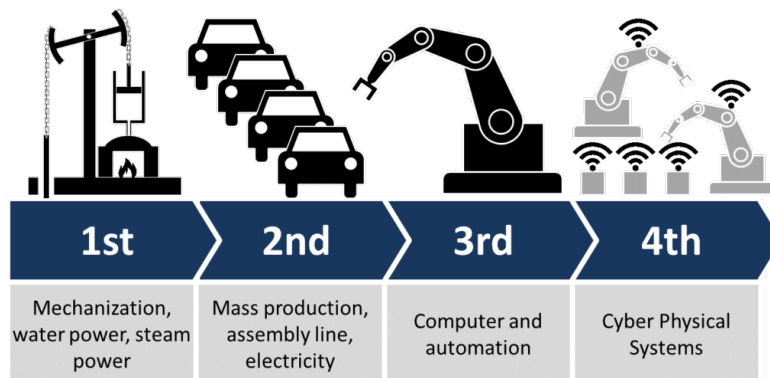 1st
2nd
3rd
4th
Mechanization,
water power, steam
power
Mass production,
assembly line,
electricity
Computer and
automation
Cyber Physical
Systems